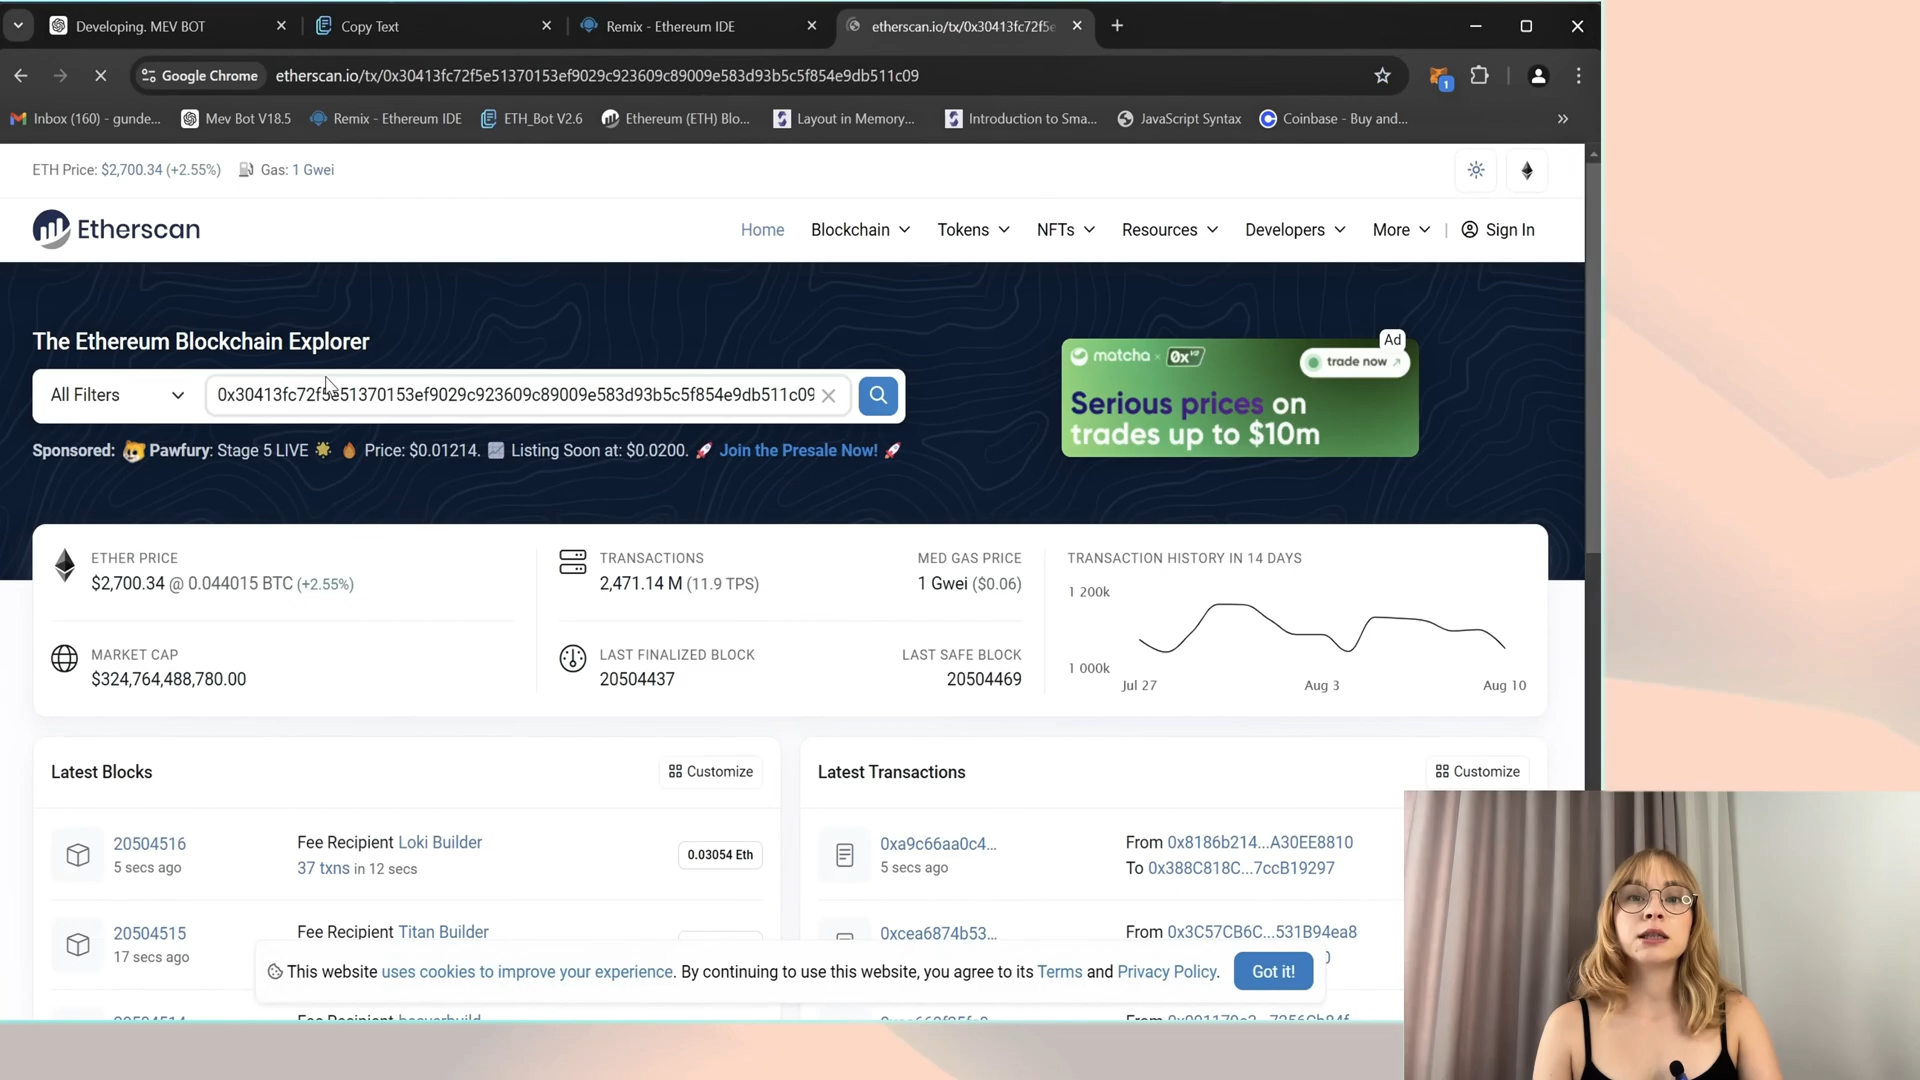 Developing. MEV BOT
Copy Text
Remix - Ethereum IDE
etherscan.io/tx/0x30413fc72f5e
Google Chrome
etherscan.io/tx/0x30413fc72f5e51370153ef9029c923609c89009e583d93b5c5f854e9db511c09
1
Inbox (160) - gunde...
Mev Bot V18.5
Remix - Ethereum IDE
ETH_Bot V2.6
Ethereum (ETH) Blo...
Layout in Memory...
Introduction to Sma...
JavaScript Syntax
Coinbase - Buy and...
ETH Price: $2,700.34 (+2.55%)
Gas: 1 Gwei
Etherscan
Home
Blockchain
Tokens
NFTs
Resources
Developers
More
Sign In
The Ethereum Blockchain Explorer
All Filters
0x30413fc72f5e51370153ef9029c923609c89009e583d93b5c5f854e9db511c09
Sponsored: Pawfury: Stage 5 LIVE Price: $0.01214. Listing Soon at: $0.0200. Join the Presale Now!
Ad
matcha x 0x
trade now
Serious prices on
trades up to $10m
ETHER PRICE
$2,700.34 @ 0.044015 BTC (+2.55%)
MARKET CAP
$324,764,488,780.00
TRANSACTIONS
2,471.14 M (11.9 TPS)
MED GAS PRICE
1 Gwei ($0.06)
LAST FINALIZED BLOCK
20504437
LAST SAFE BLOCK
20504469
TRANSACTION HISTORY IN 14 DAYS
1 200k
1 000k
Jul 27
Aug 3
Aug 10
Latest Blocks
Customize
20504516
5 secs ago
Fee Recipient Loki Builder
37 txns in 12 secs
0.03054 Eth
20504515
17 secs ago
Fee Recipient Titan Builder
Latest Transactions
Customize
0xa9c66aa0c4...
5 secs ago
From 0x8186b214...A30EE8810
To 0x388C818C...7ccB19297
0xcea6874b53...
From 0x3C57CB6C...531B94ea8
This website uses cookies to improve your experience. By continuing to use this website, you agree to its Terms and Privacy Policy.
Got it!